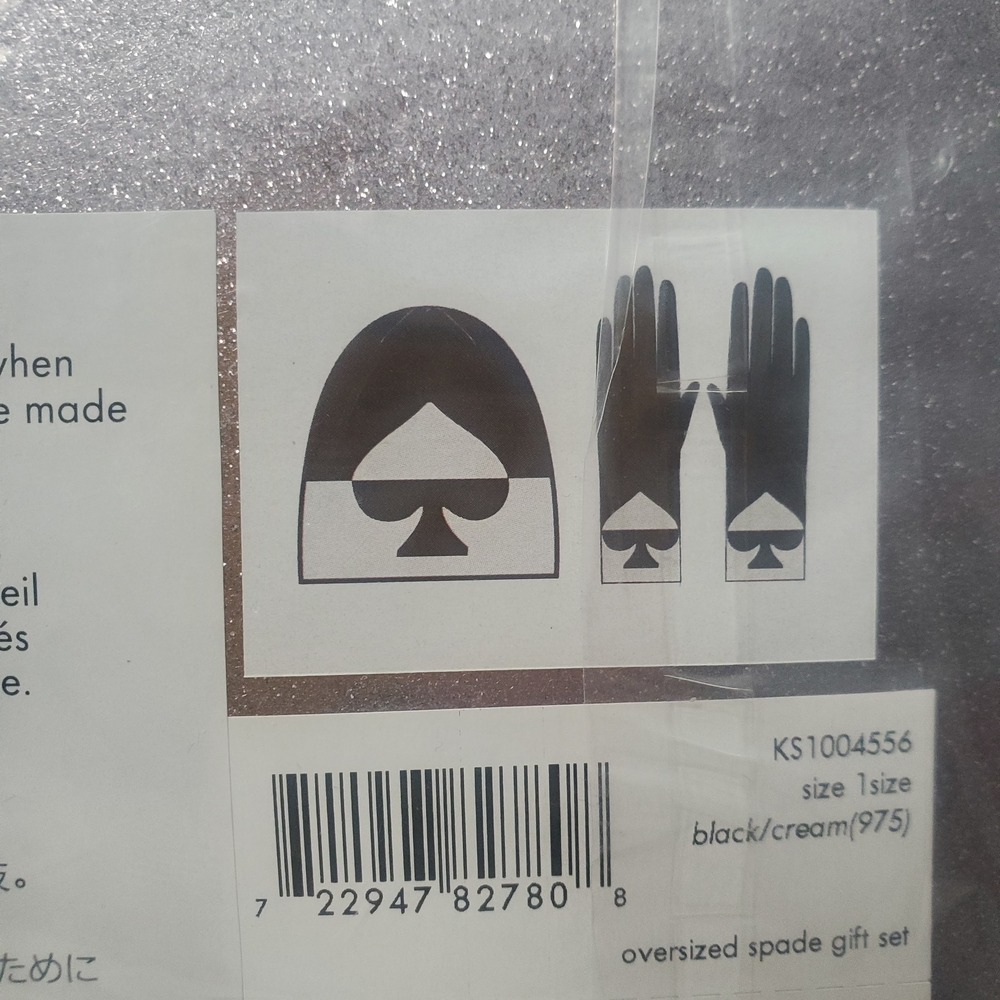 when
e made
eil
és
e.
。
ために
KS1004556
size 1size
black/cream(975)
7 22947 82780 8
oversized spade gift set